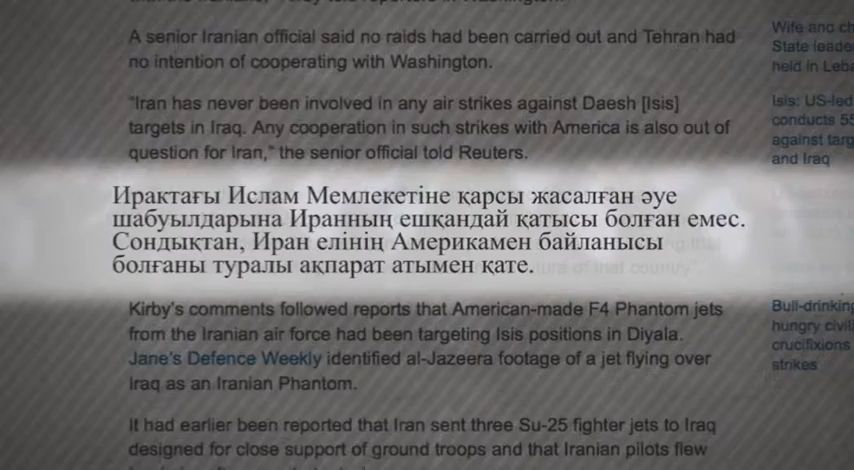 A senior Iranian official said no raids had been carried out and Tehran had
no intention of cooperating with Washington.
"Iran has never been involved in any air strikes against Daesh [Isis]
targets in Iraq. Any cooperation in such strikes with America is also out of
question for Iran," the senior official told Reuters.
Ирактағы Ислам Мемлекетіне қарсы жасалған әуе
шабуылдарына Иранның ешқандай қатысы болған емес.
Сондықтан, Иран елінің Америкамен байланысы
болғаны туралы ақпарат атымен қате.
Kirby's comments followed reports that American-made F4 Phantom jets
from the Iranian air force had been targeting Isis positions in Diyala.
Jane's Defence Weekly identified al-Jazeera footage of a jet flying over
Iraq as an Iranian Phantom.
It had earlier been reported that Iran sent three Su-25 fighter jets to Iraq
designed for close support of ground troops and that Iranian pilots flew
Wife and ch
State leade
held in Leba
Isis: US-led
conducts 55
against targ
and Iraq
Bull-drinking
hungry civili
crucifixions
strikes